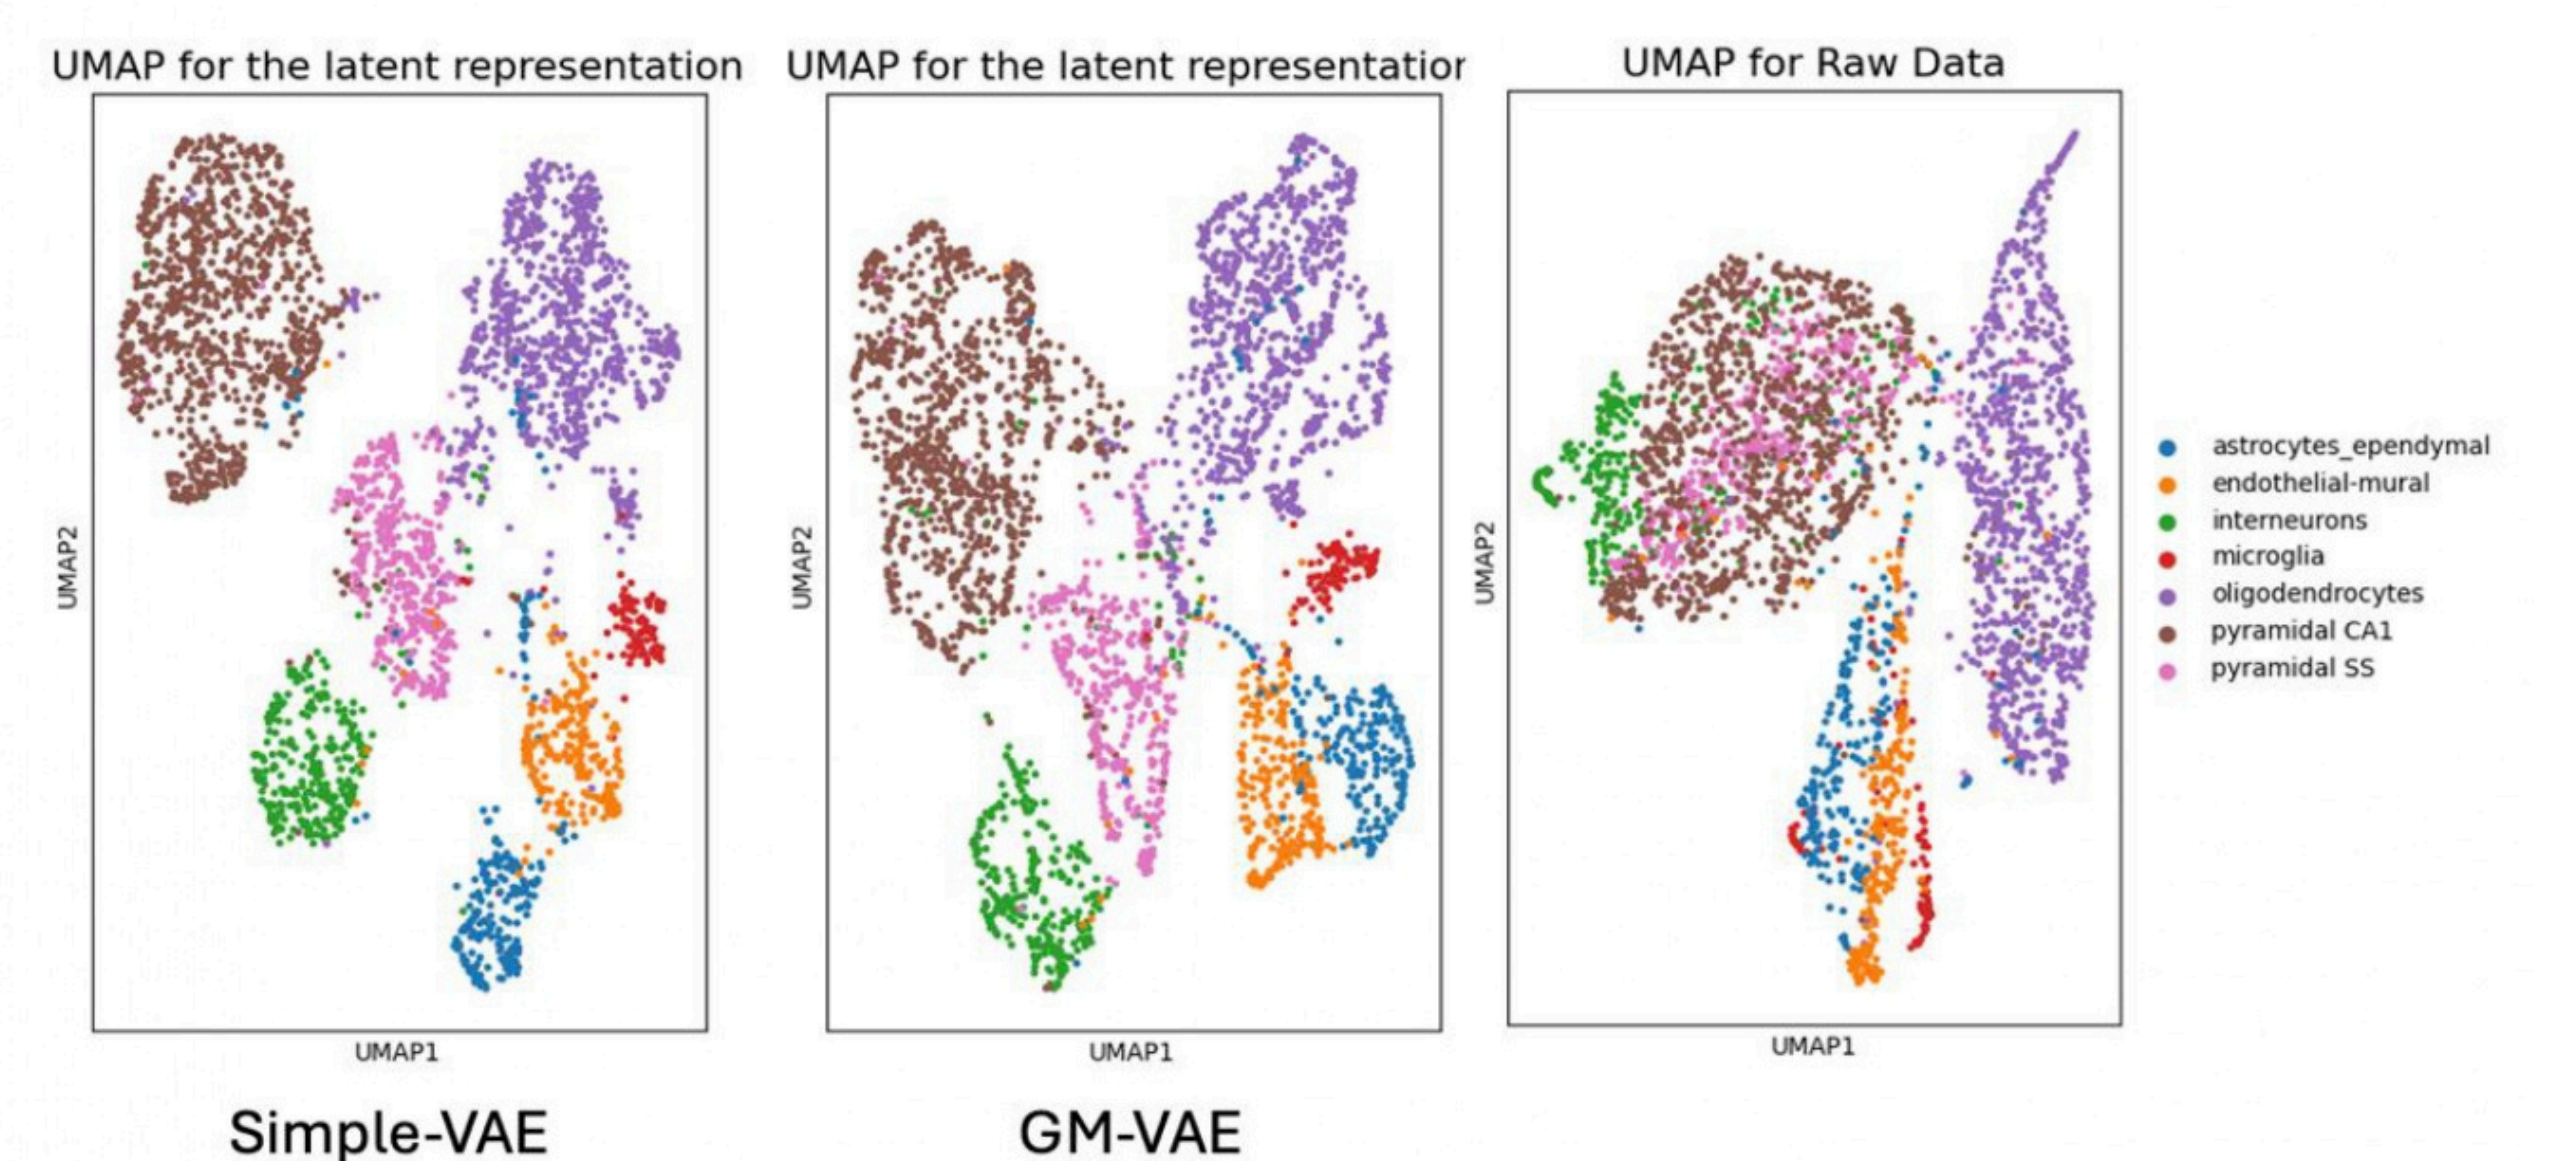 UMAP for the latent representation
UMAP2
UMAP1
Simple-VAE
UMAP for the latent representatior
UMAP2
UMAP1
GM-VAE
UMAP for Raw Data
UMAP2
UMAP1
astrocytes_ependymal
endothelial-mural
interneurons
microglia
oligodendrocytes
pyramidal CA1
pyramidal SS